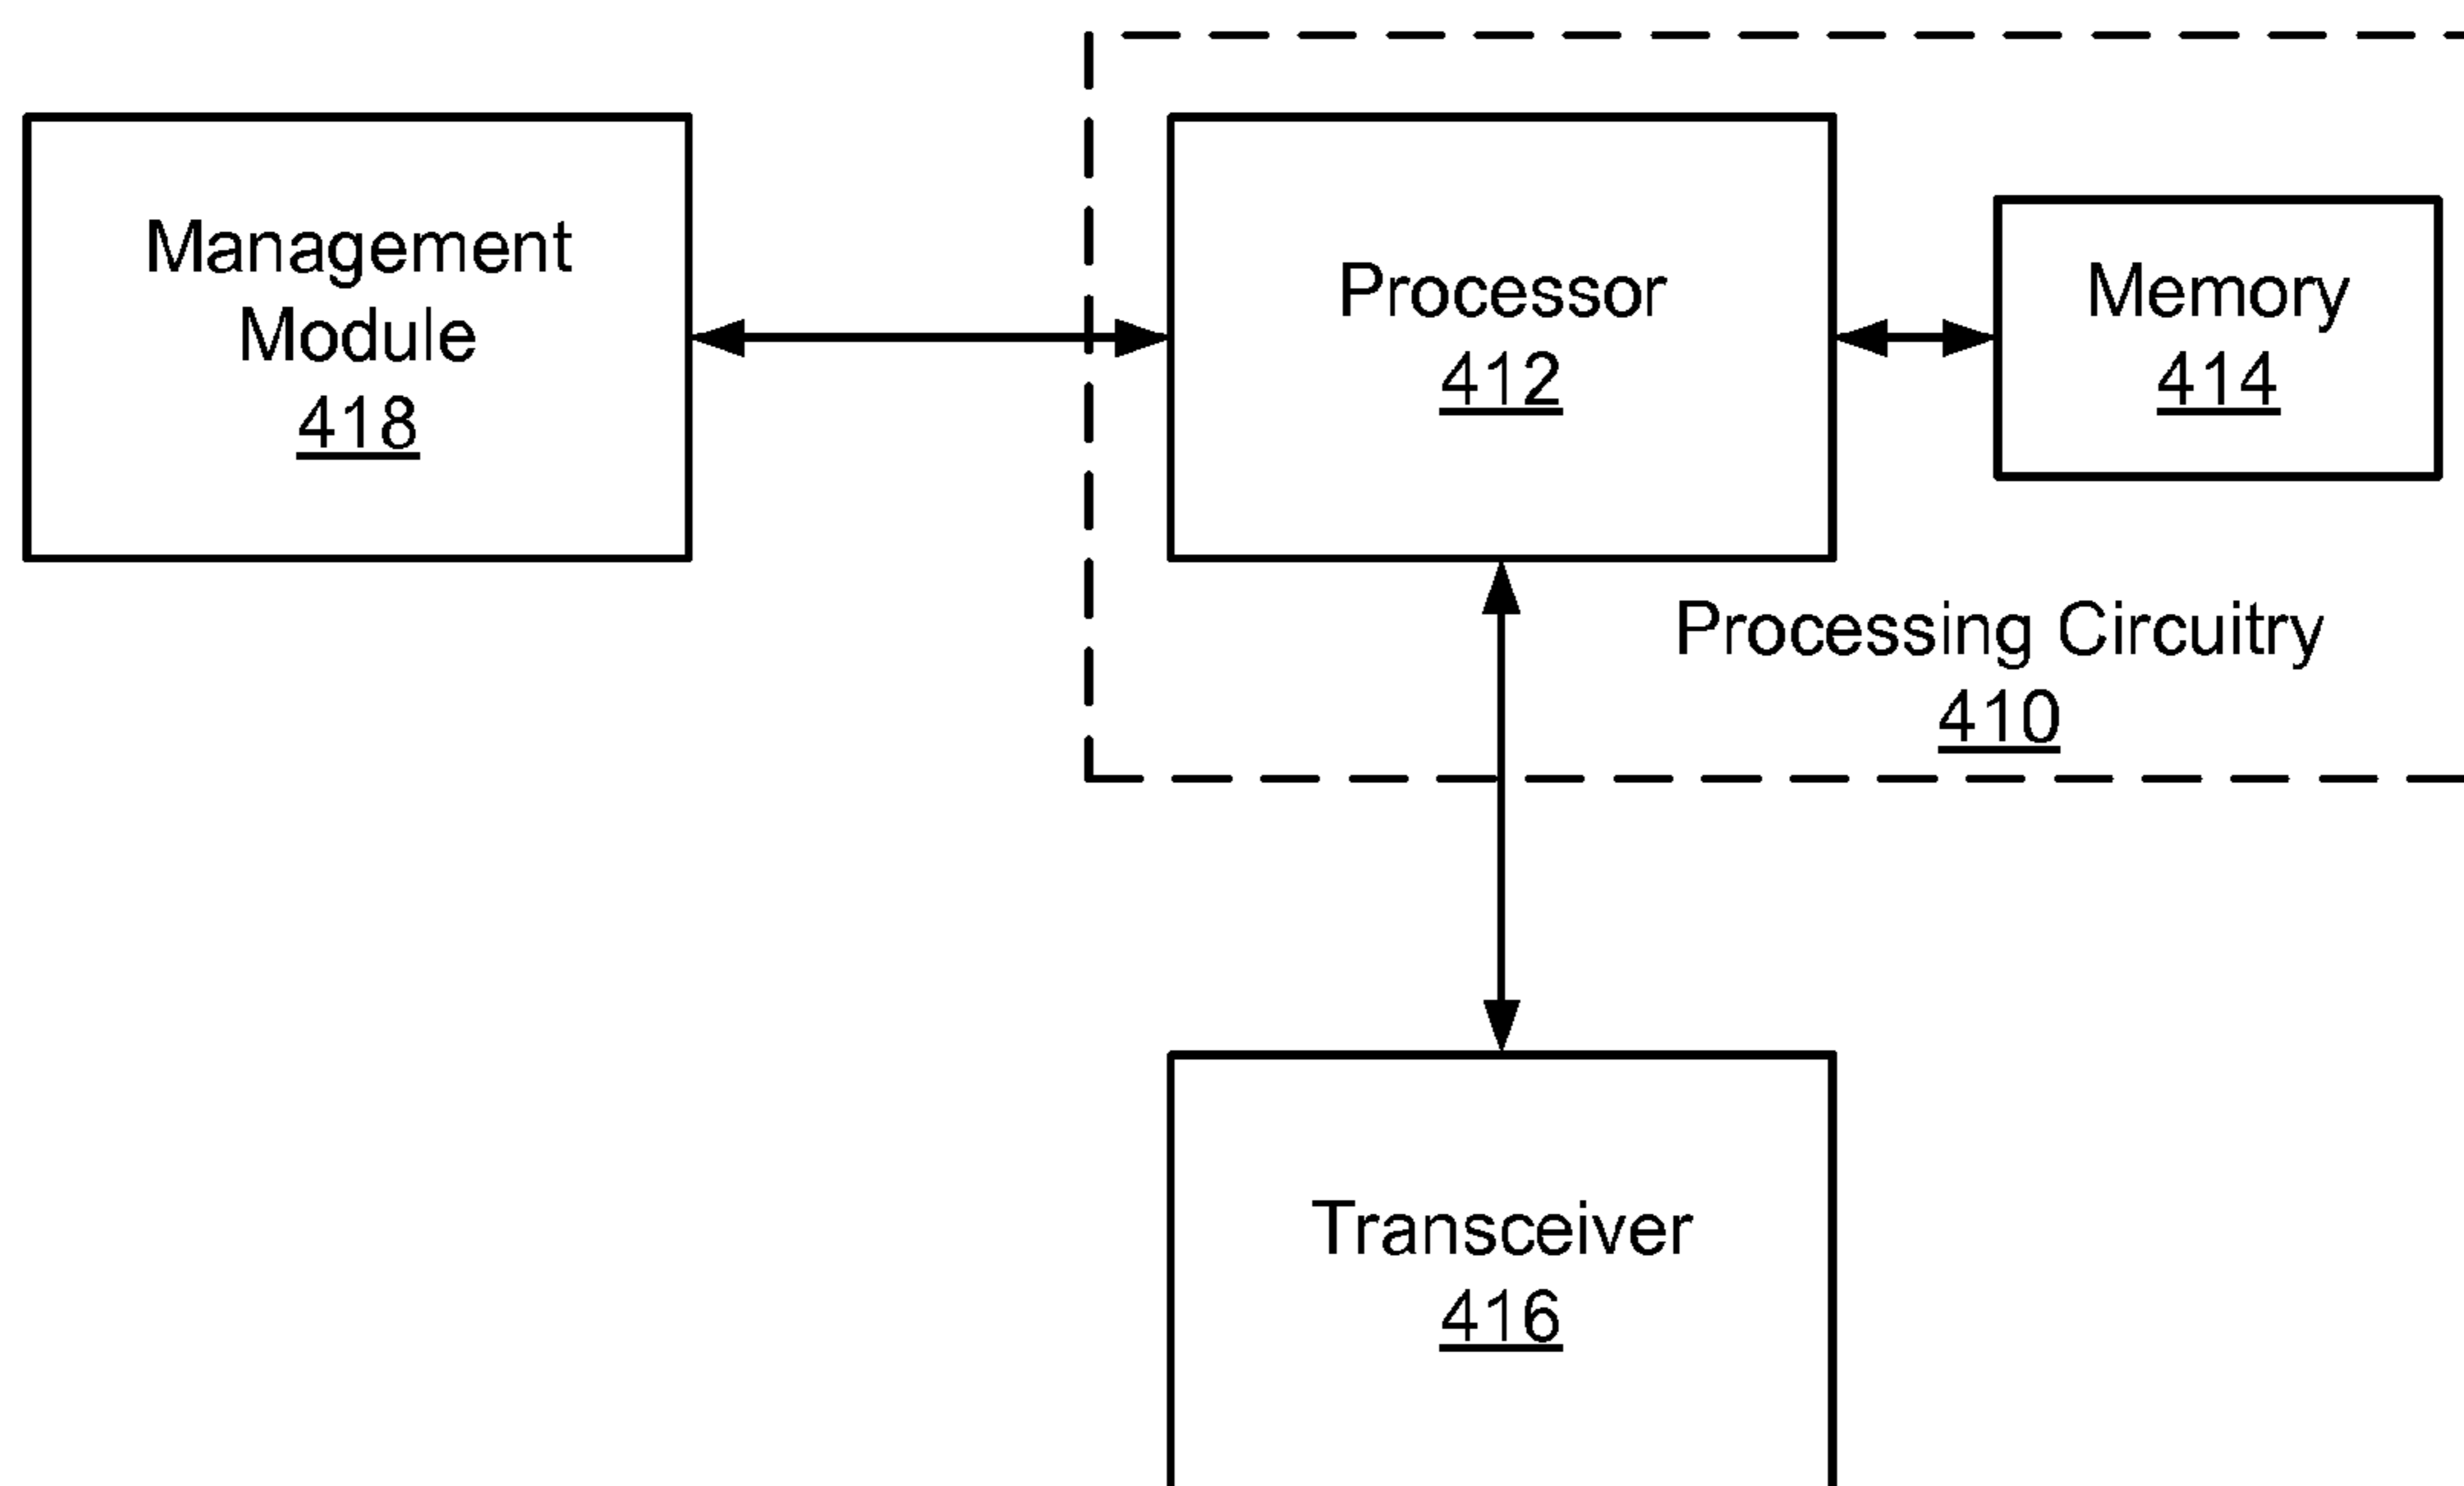 Management
Module
418
Processor
412
Memory
414
Processing Circuitry
410
Transceiver
416